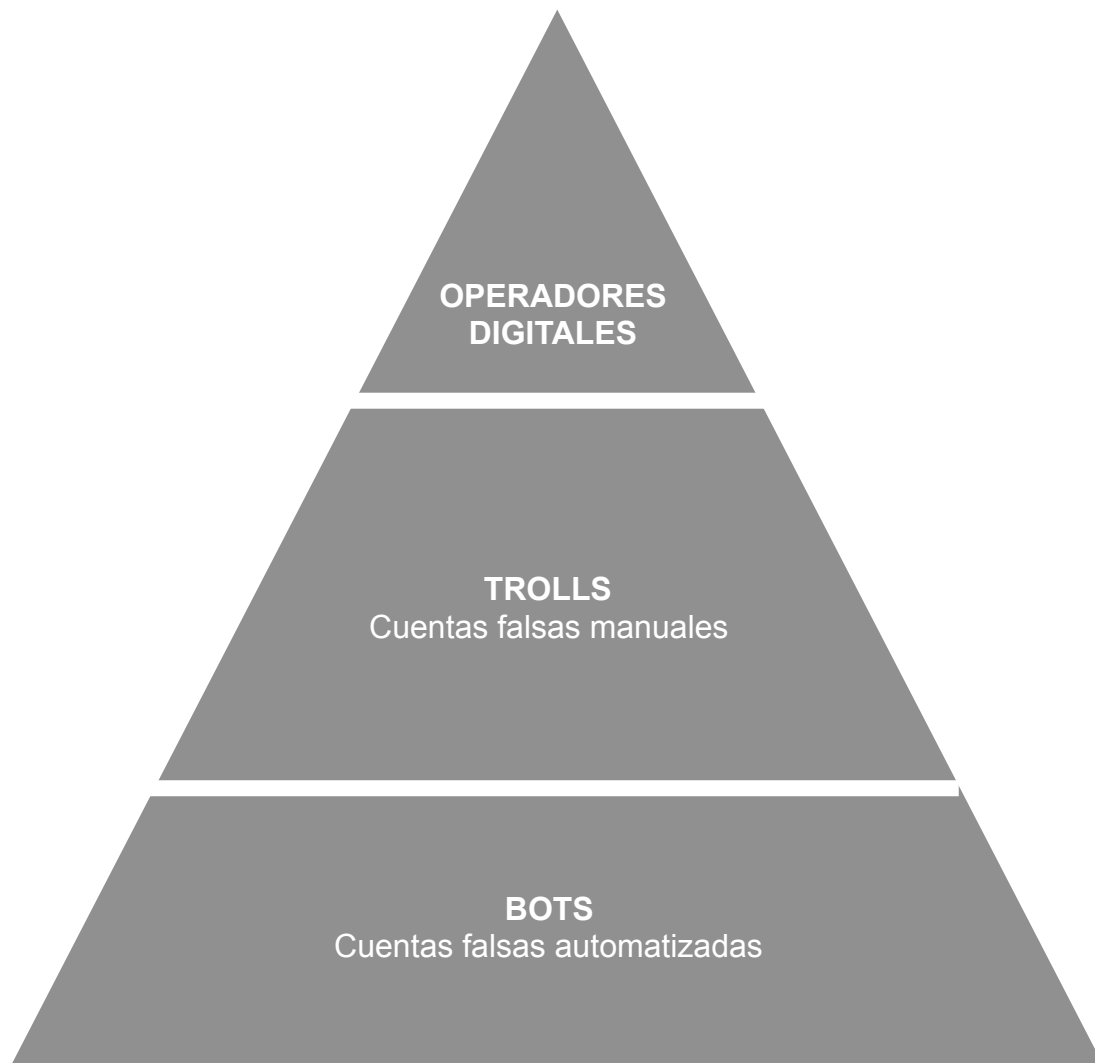 OPERADORES
DIGITALES
TROLLS
Cuentas falsas manuales
BOTS
Cuentas falsas automatizadas